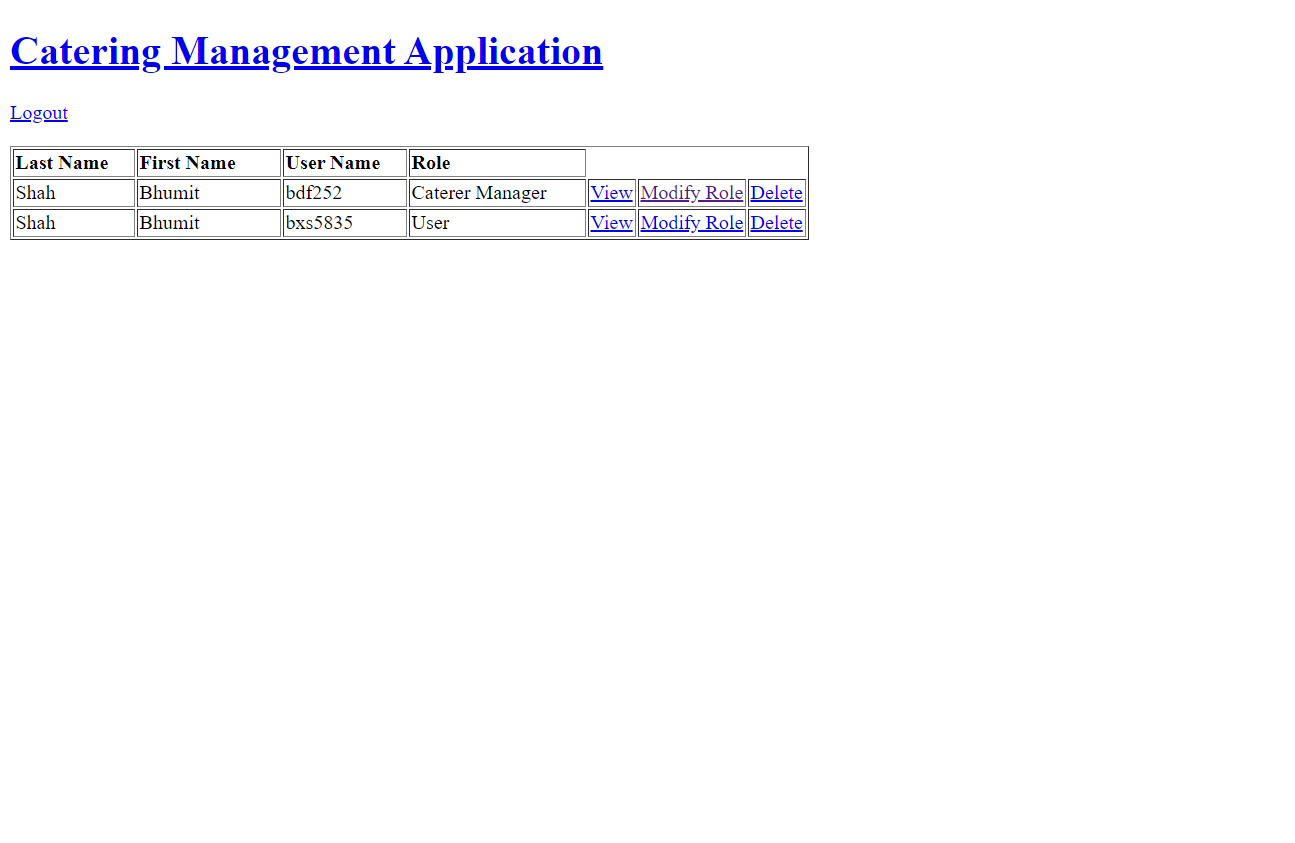 Catering Management Application
Logout
Last Name First Name User Name Role
Shah Bhumit bdf252 Caterer Manager View Modify Role Delete
Shah Bhumit bxs5835 User View Modify Role Delete